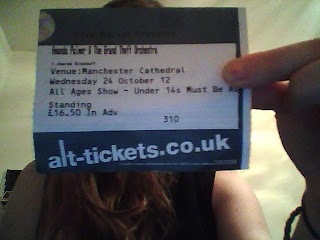 Amanda Palmer & The Grand Theft Orchestra
Venue:Manchester Cathedral
Wednesday 24 October 12
All Ages Show - Under 14s Must Be
Standing
£16.50 In Adv
310
alt-tickets.co.uk